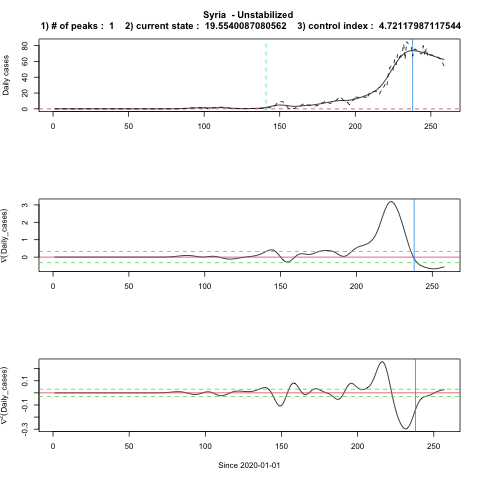 Syria - Unstabilized
1) # of peaks : 1 2) current state : 19.5540087080562 3) control index : 4.72117987117544
Daily cases
80
60
40
20
0
0 50 100 150 200 250
∇(Daily_cases)
3
2
1
0
0 50 100 150 200 250
∇²(Daily_cases)
0.1
-0.1
-0.3
0 50 100 150 200 250
Since 2020-01-01